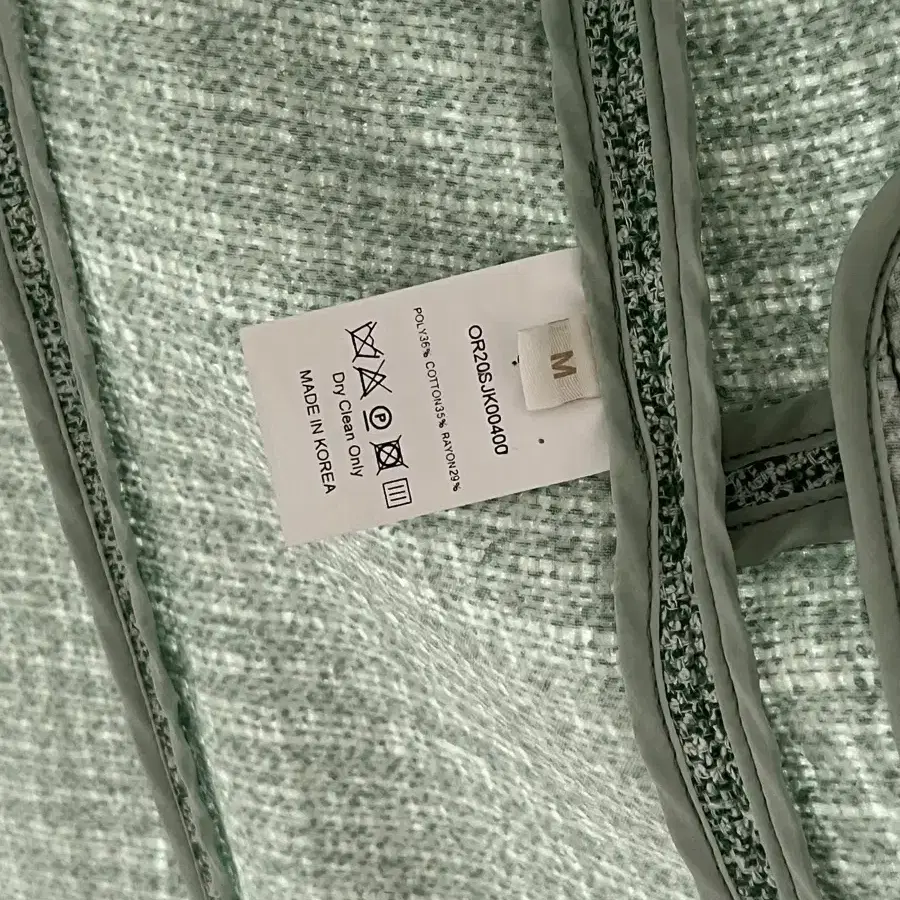 M
OR20SJK00400
POLY36% COTTON35% RAYON29%
P
Dry Clean Only
MADE IN KOREA